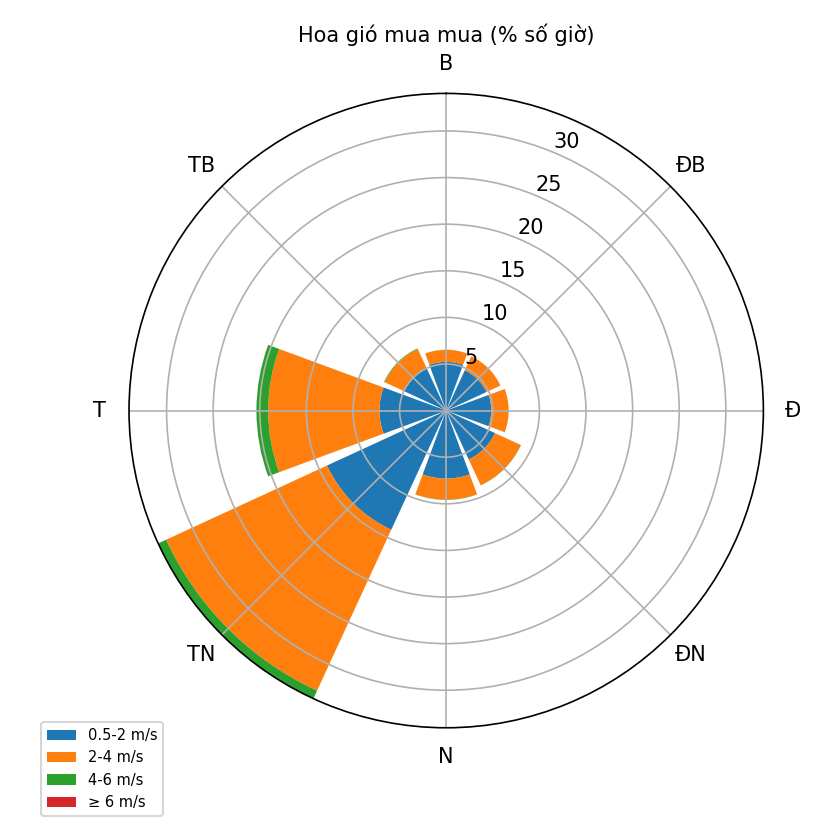 Hoa gió mua mua (% số giờ)
B
TB
ĐB
30
25
20
15
10
5
T
Đ
TN
ĐN
N
0.5-2 m/s
2-4 m/s
4-6 m/s
≥ 6 m/s